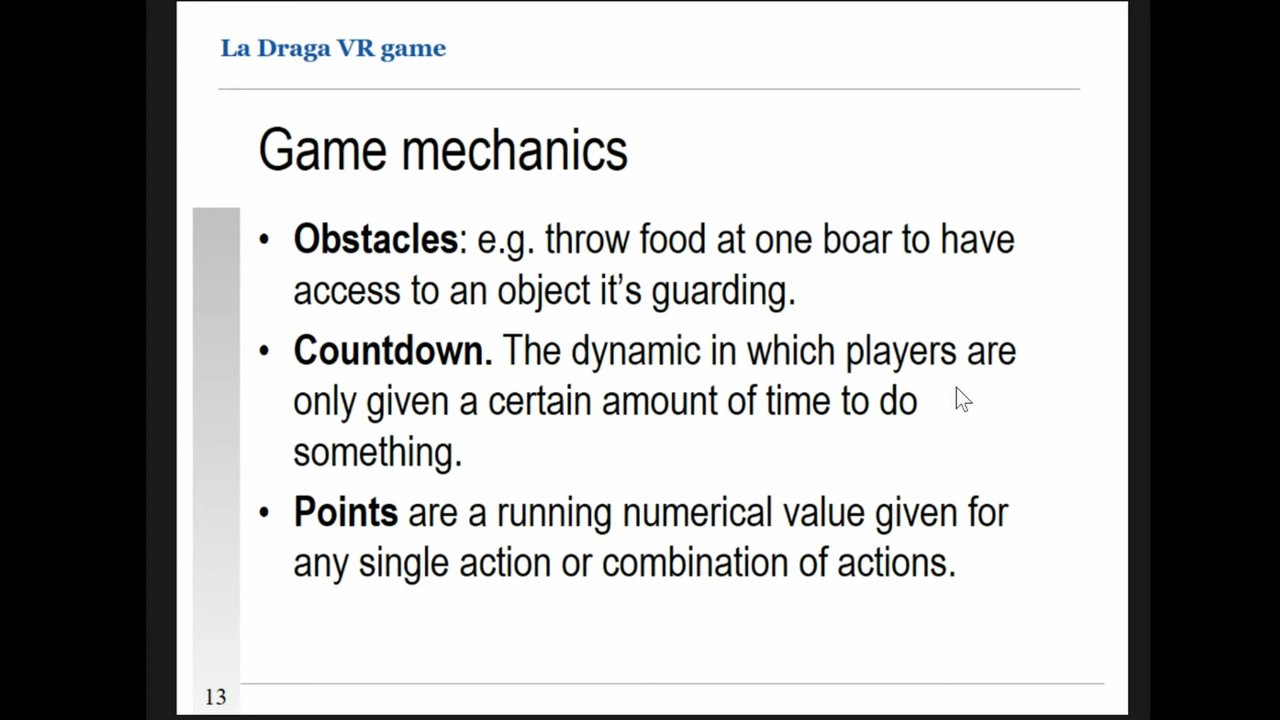 La Draga VR game
Game mechanics
• Obstacles: e.g. throw food at one boar to have
access to an object it’s guarding.
• Countdown. The dynamic in which players are
only given a certain amount of time to do
something.
• Points are a running numerical value given for
any single action or combination of actions.
13